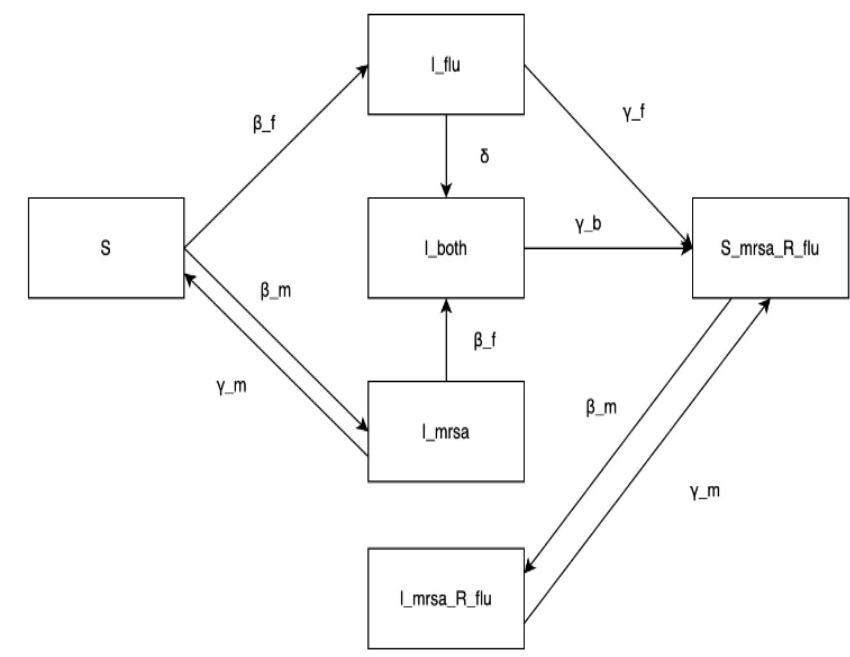 I_flu
β_f
γ_f
δ
S
I_both
γ_b
S_mrsa_R_flu
β_m
β_f
γ_m
I_mrsa
β_m
γ_m
I_mrsa_R_flu